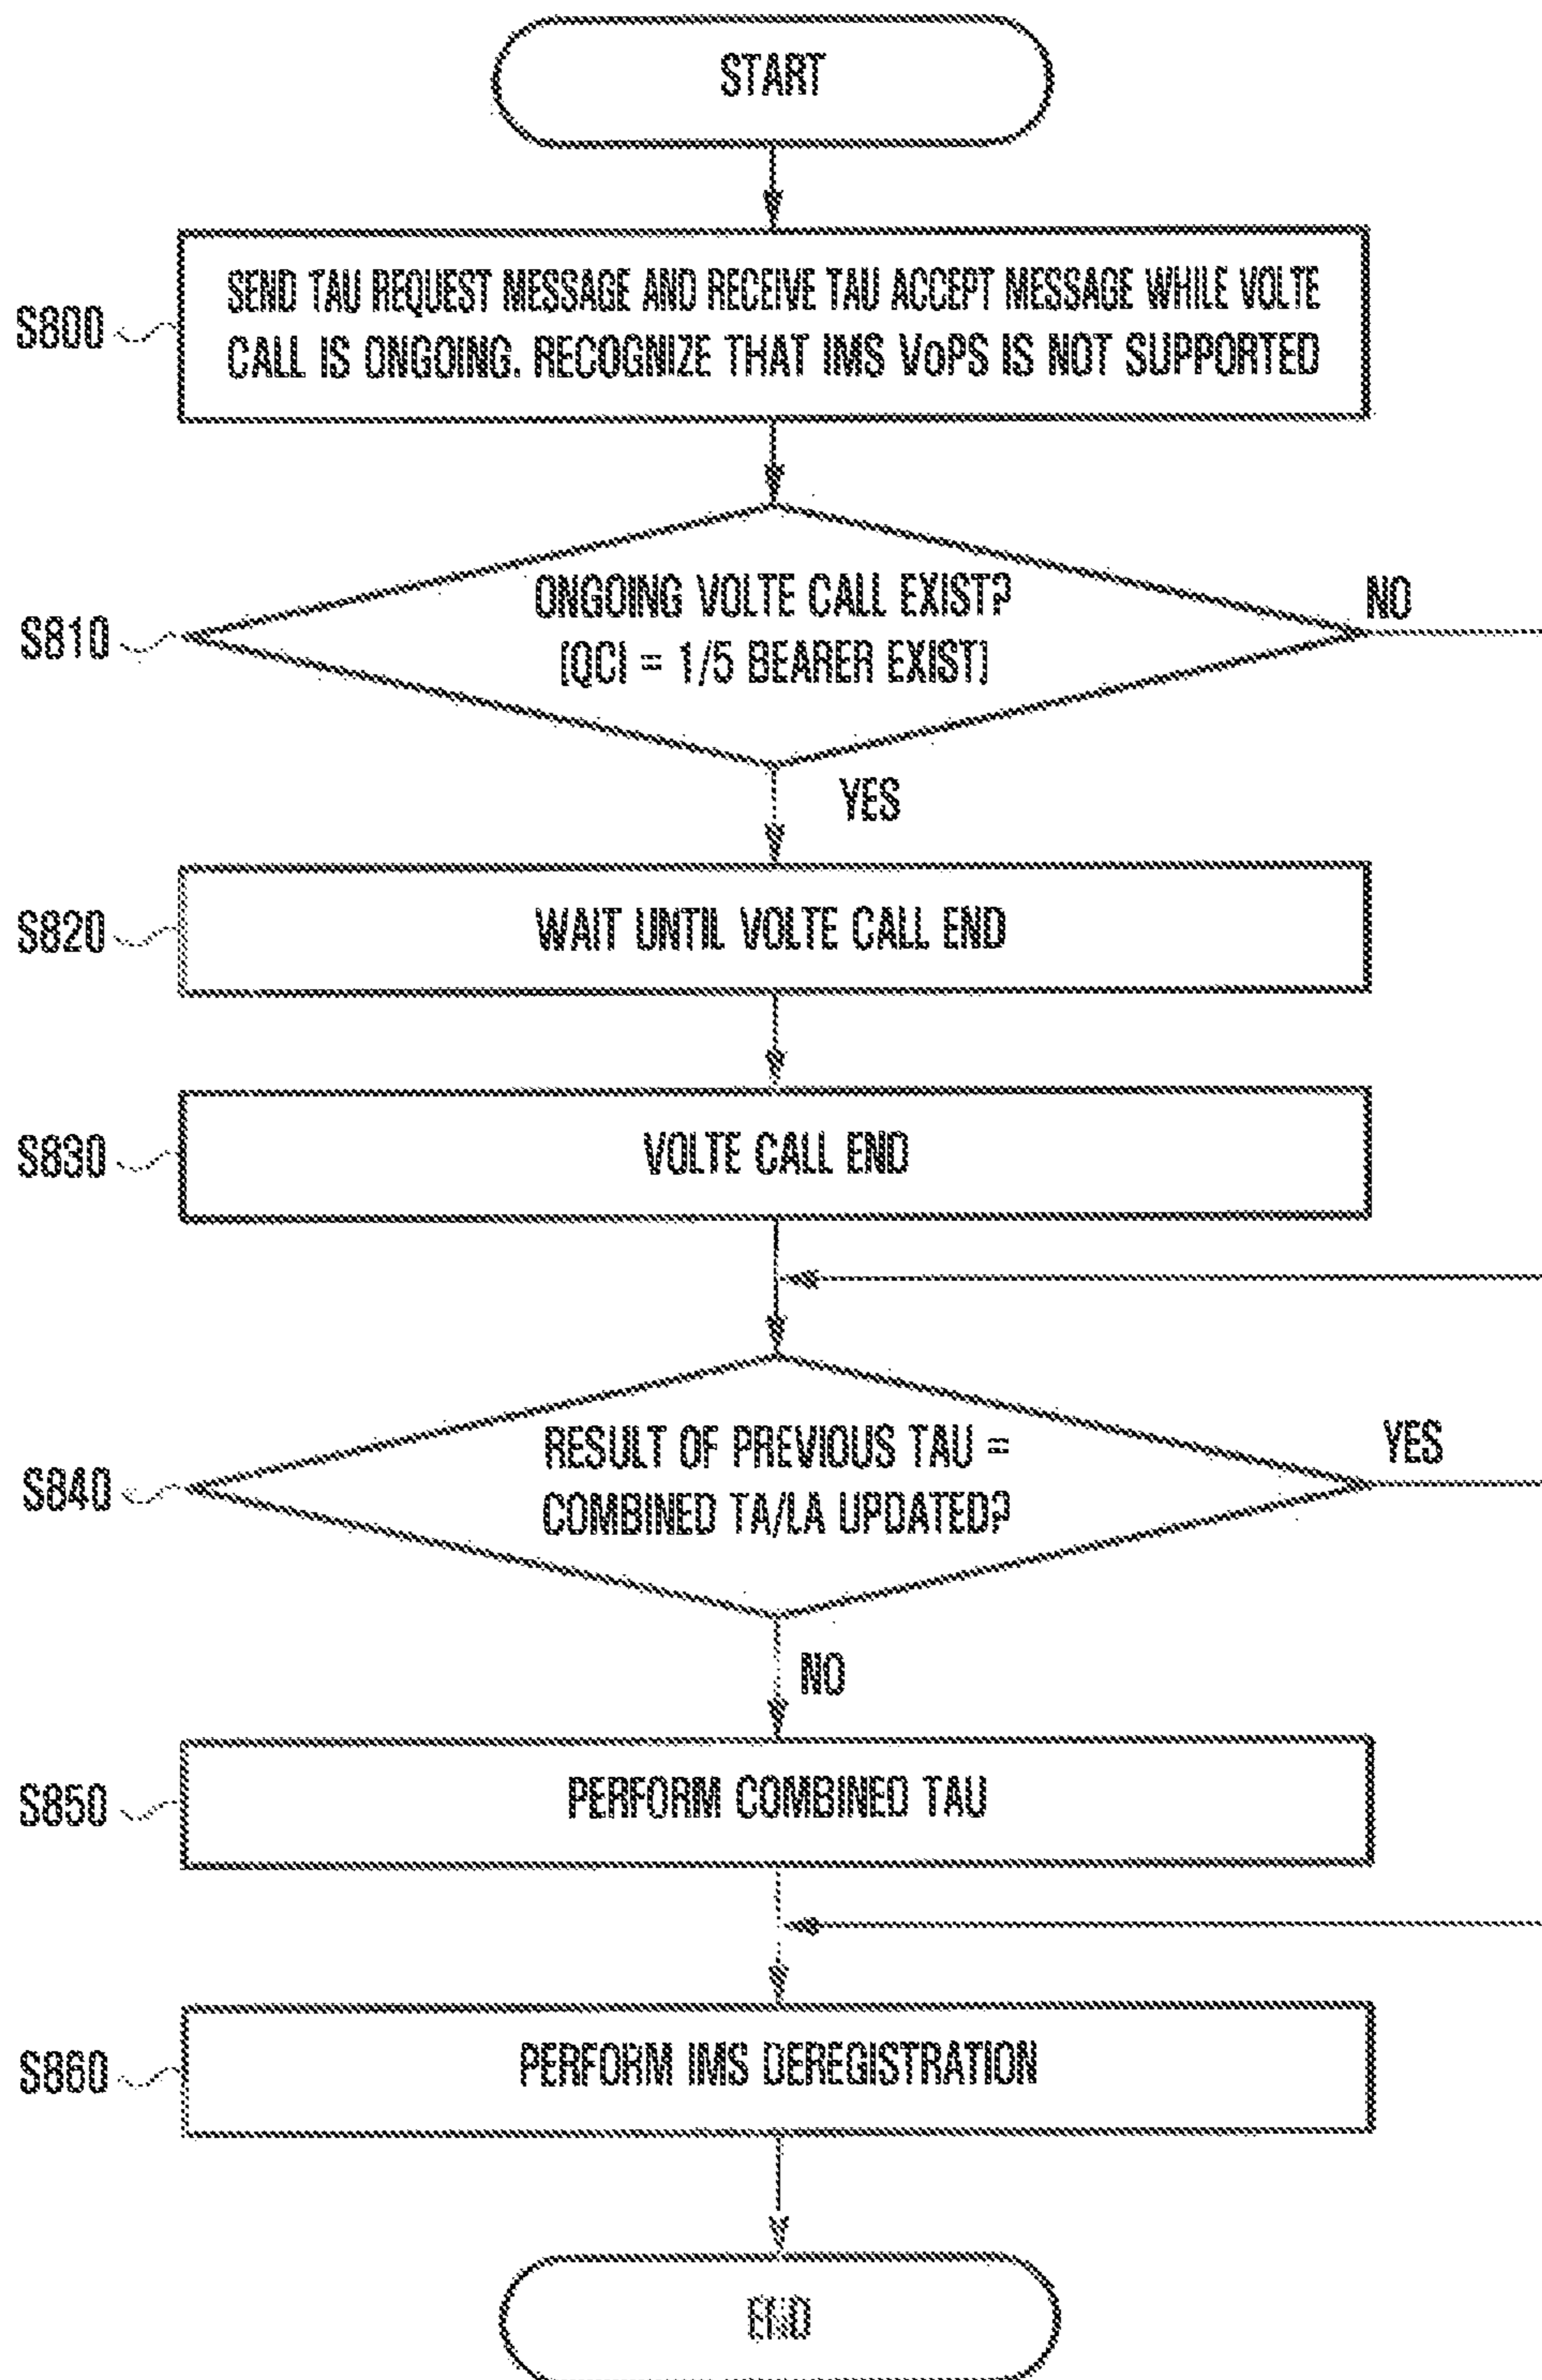 START
S800
SEND TAU REQUEST MESSAGE AND RECEIVE TAU ACCEPT MESSAGE WHILE VOLTE
CALL IS ONGOING. RECOGNIZE THAT IMS VoPS IS NOT SUPPORTED
S810
ONGOING VOLTE CALL EXIST?
[QCI = 1/5 BEARER EXIST]
NO
YES
S820
WAIT UNTIL VOLTE CALL END
S830
VOLTE CALL END
S840
RESULT OF PREVIOUS TAU =
COMBINED TA/LA UPDATED?
YES
NO
S850
PERFORM COMBINED TAU
S860
PERFORM IMS DEREGISTRATION
END